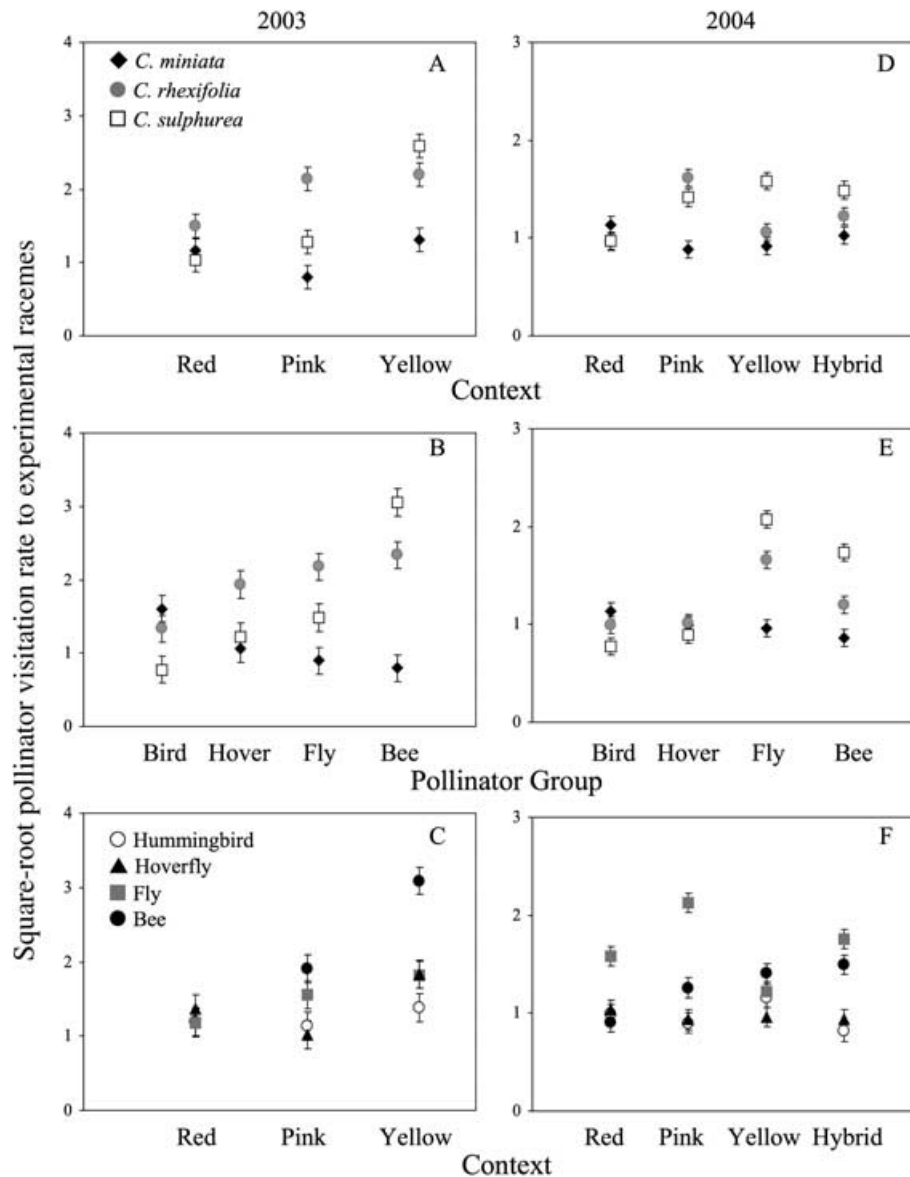 2003
2004
Square-root pollinator visitation rate to experimental racemes
4
3
2
1
0
A
C. miniata
C. rhexifolia
C. sulphurea
Red Pink Yellow
3
2
1
0
D
Red Pink Yellow Hybrid
Context
4
3
2
1
0
B
Bird Hover Fly Bee
3
2
1
0
E
Bird Hover Fly Bee
Pollinator Group
4
3
2
1
0
C
Hummingbird
Hoverfly
Fly
Bee
Red Pink Yellow
3
2
1
0
F
Red Pink Yellow Hybrid
Context